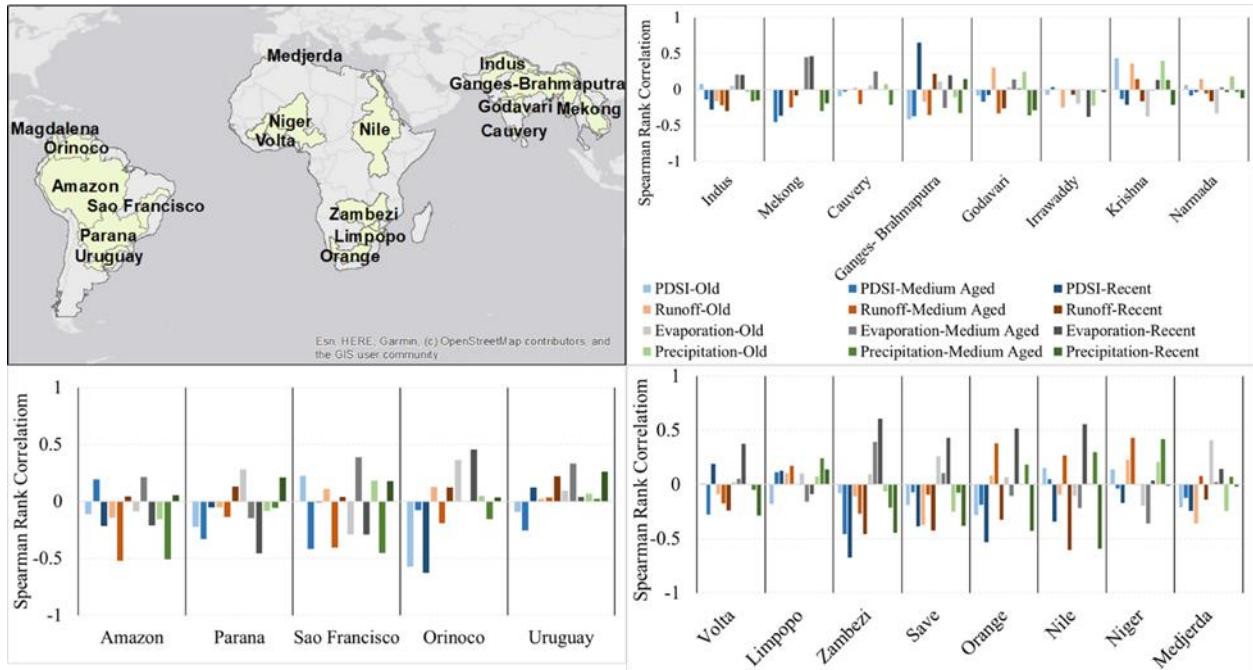 Medjerda
Indus
Ganges-Brahmaputra
Godavari
Mekong
Cauvery
Magdalena
Orinoco
Niger
Volta
Nile
Amazon
Sao Francisco
Zambezi
Parana
Limpopo
Uruguay
Orange
Esri, HERE, Garmin, (c) OpenStreetMap contributors, and
the GIS user community
Spearman Rank Correlatiom
1
0.5
0
-0.5
-1
Indus
Mekong
Cauvery
Ganges- Brahmaputra
Godavari
Irrawaddy
Krishna
Narmada
PDSI-Old
PDSI-Medium Aged
PDSI-Recent
Runoff-Old
Runoff-Medium Aged
Runoff-Recent
Evaporation-Old
Evaporation-Medium Aged
Evaporation-Recent
Precipitation-Old
Precipitation-Medium Aged
Precipitation-Recent
Spearman Rank Correlatiom
1
0.5
0
-0.5
-1
Amazon
Parana
Sao Francisco
Orinoco
Uruguay
Spearman Rank Correlatiom
1
0.5
0
-0.5
-1
Volta
Limpopo
Zambezi
Save
Orange
Nile
Niger
Medjerda